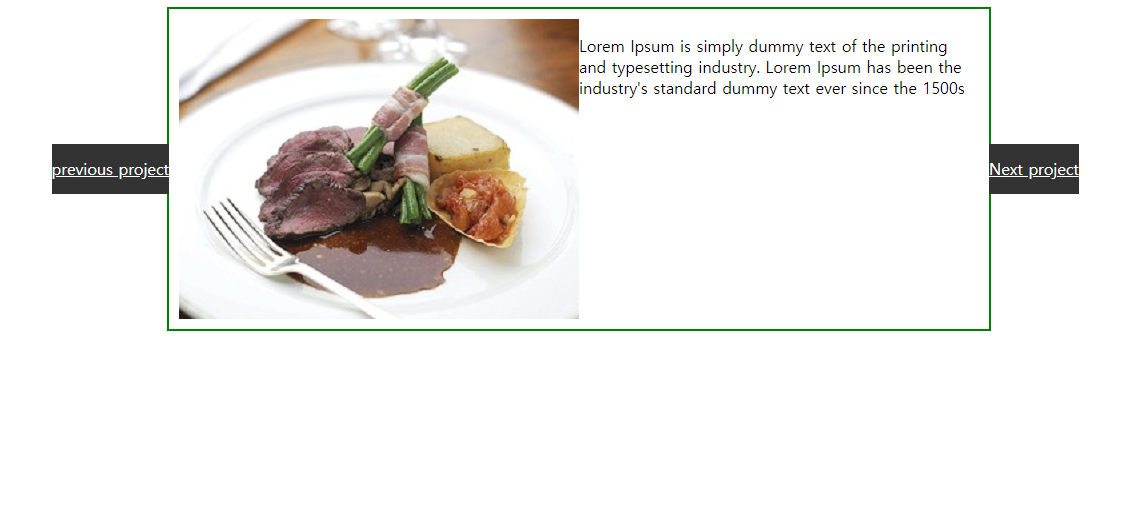 Lorem Ipsum is simply dummy text of the printing
and typesetting industry. Lorem Ipsum has been the
industry's standard dummy text ever since the 1500s
previous project
Next project